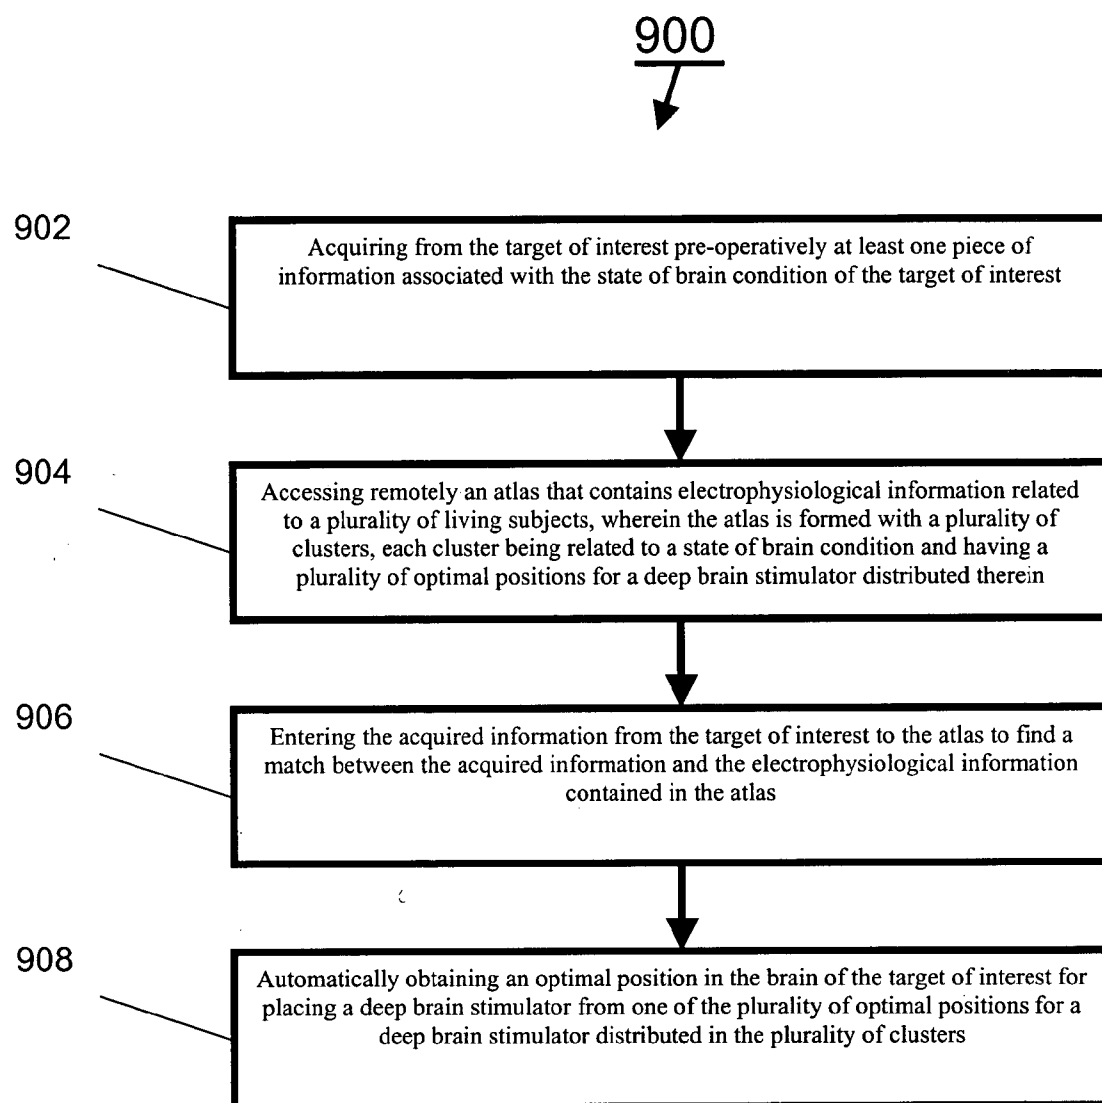 900
902
Acquiring from the target of interest pre-operatively at least one piece of
information associated with the state of brain condition of the target of interest
904
Accessing remotely an atlas that contains electrophysiological information related
to a plurality of living subjects, wherein the atlas is formed with a plurality of
clusters, each cluster being related to a state of brain condition and having a
plurality of optimal positions for a deep brain stimulator distributed therein
906
Entering the acquired information from the target of interest to the atlas to find a
match between the acquired information and the electrophysiological information
contained in the atlas
908
Automatically obtaining an optimal position in the brain of the target of interest for
placing a deep brain stimulator from one of the plurality of optimal positions for a
deep brain stimulator distributed in the plurality of clusters